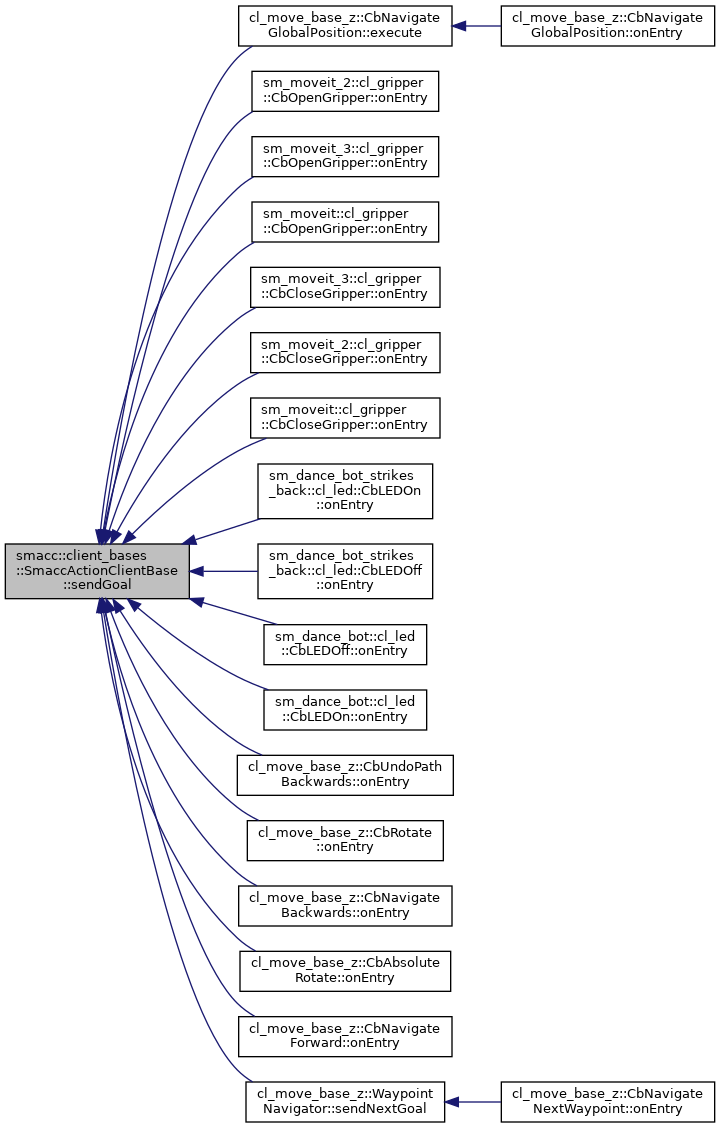 cl_move_base_z::CbNavigate
GlobalPosition::execute
cl_move_base_z::CbNavigate
GlobalPosition::onEntry
sm_moveit_2::cl_gripper
::CbOpenGripper::onEntry
sm_moveit_3::cl_gripper
::CbOpenGripper::onEntry
sm_moveit::cl_gripper
::CbOpenGripper::onEntry
sm_moveit_3::cl_gripper
::CbCloseGripper::onEntry
sm_moveit_2::cl_gripper
::CbCloseGripper::onEntry
sm_moveit::cl_gripper
::CbCloseGripper::onEntry
sm_dance_bot_strikes
_back::cl_led::CbLEDOn
::onEntry
smacc::client_bases
::SmaccActionClientBase
::sendGoal
sm_dance_bot_strikes
_back::cl_led::CbLEDOff
::onEntry
sm_dance_bot::cl_led
::CbLEDOff::onEntry
sm_dance_bot::cl_led
::CbLEDOn::onEntry
cl_move_base_z::CbUndoPath
Backwards::onEntry
cl_move_base_z::CbRotate
::onEntry
cl_move_base_z::CbNavigate
Backwards::onEntry
cl_move_base_z::CbAbsolute
Rotate::onEntry
cl_move_base_z::CbNavigate
Forward::onEntry
cl_move_base_z::Waypoint
Navigator::sendNextGoal
cl_move_base_z::CbNavigate
NextWaypoint::onEntry